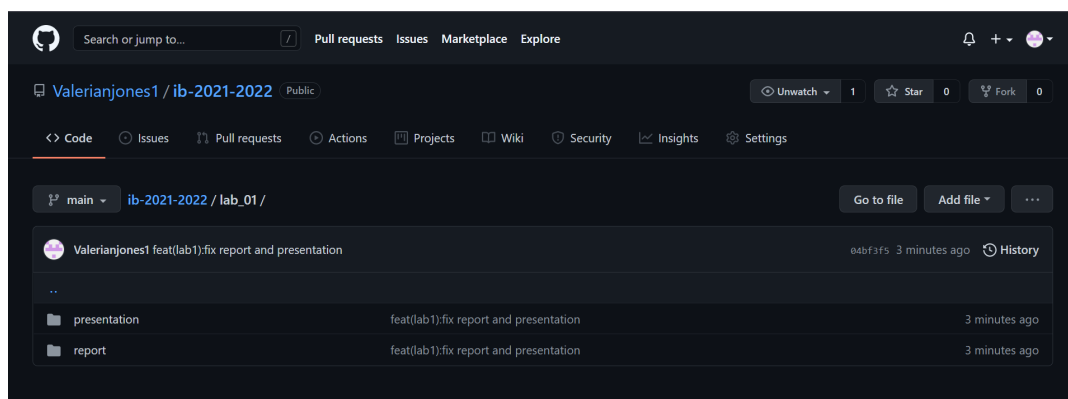 Search or jump to... / Pull requests Issues Marketplace Explore
Valerianjones1 / ib-2021-2022 Public Unwatch 1 Star 0 Fork 0
<> Code Issues Pull requests Actions Projects Wiki Security Insights Settings
main ib-2021-2022 / lab_01 / Go to file Add file ...
Valerianjones1 feat(lab1):fix report and presentation 04bf3f5 3 minutes ago History
..
presentation feat(lab1):fix report and presentation 3 minutes ago
report feat(lab1):fix report and presentation 3 minutes ago